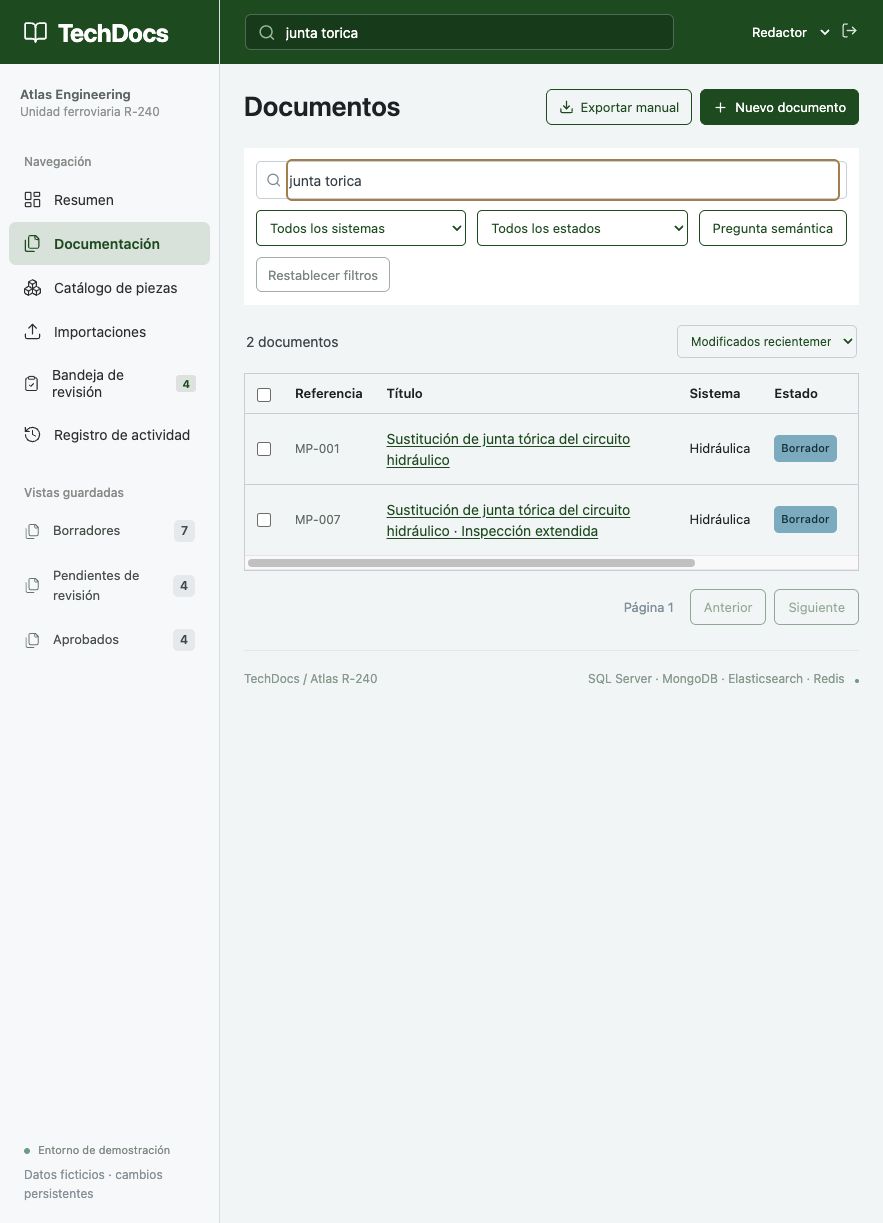 TechDocs
junta torica
Redactor
Atlas Engineering
Unidad ferroviaria R-240
Navegación
Resumen
Documentación
Catálogo de piezas
Importaciones
Bandeja de
revisión
4
Registro de actividad
Vistas guardadas
Borradores
7
Pendientes de
revisión
4
Aprobados
4
Entorno de demostración
Datos ficticios · cambios
persistentes
Documentos
Exportar manual
Nuevo documento
junta torica
Todos los sistemas
Todos los estados
Pregunta semántica
Restablecer filtros
2 documentos
Modificados recientemer
Referencia Título Sistema Estado
MP-001
Sustitución de junta tórica del circuito
hidráulico
Hidráulica
Borrador
MP-007
Sustitución de junta tórica del circuito
hidráulico · Inspección extendida
Hidráulica
Borrador
Página 1
Anterior
Siguiente
TechDocs / Atlas R-240
SQL Server · MongoDB · Elasticsearch · Redis